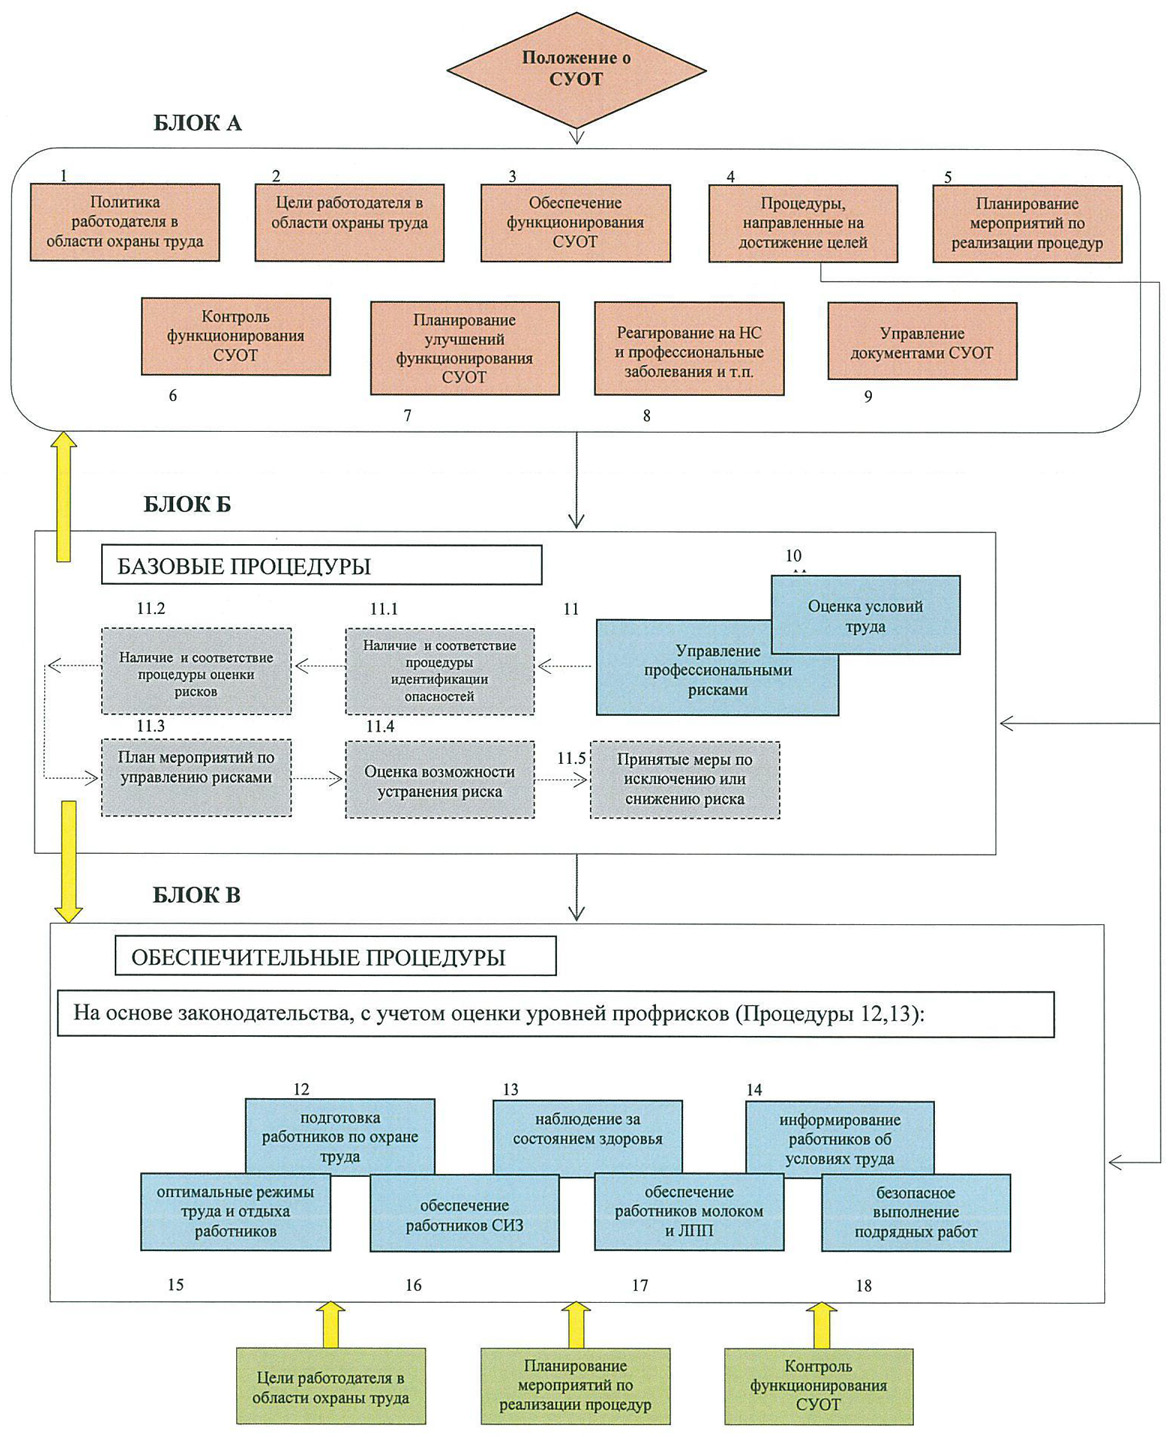 Положение о
СУОТ
БЛОК А
1
Политика
работодателя в
области охраны труда
2
Цели работодателя в
области охраны труда
3
Обеспечение
функционирования
СУОТ
4
Процедуры,
направленные на
достижение целей
5
Планирование
мероприятий по
реализации процедур
Контроль
функционирования
СУОТ
6
Планирование
улучшений
функционирования
СУОТ
7
Реагирование на НС
и профессиональные
заболевания и т.п.
8
Управление
документами СУОТ
9
БЛОК Б
БАЗОВЫЕ ПРОЦЕДУРЫ
10
Оценка условий
труда
11
Управление
профессиональными
рисками
11.1
Наличие и соответствие
процедуры
идентификации
опасностей
11.2
Наличие и соответствие
процедуры оценки
рисков
11.3
План мероприятий по
управлению рисками
11.4
Оценка возможности
устранения риска
11.5
Принятые меры по
исключению или
снижению риска
БЛОК В
ОБЕСПЕЧИТЕЛЬНЫЕ ПРОЦЕДУРЫ
На основе законодательства, с учетом оценки уровней профрисков (Процедуры 12,13):
12
подготовка
работников по охране
труда
13
наблюдение за
состоянием здоровья
14
информирование
работников об
условиях труда
оптимальные режимы
труда и отдыха
работников
15
обеспечение
работников СИЗ
16
обеспечение
работников молоком
и ЛПП
17
безопасное
выполнение
подрядных работ
18
Цели работодателя в
области охраны труда
Планирование
мероприятий по
реализации процедур
Контроль
функционирования
СУОТ